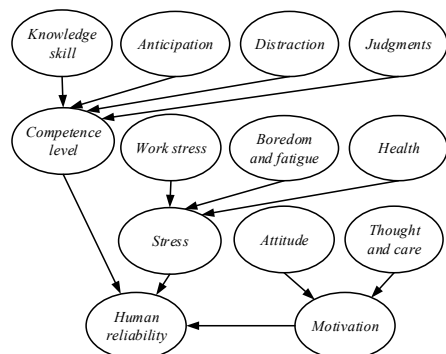 Knowledge
skill
Anticipation
Distraction
Judgments
Competence
level
Work stress
Boredom
and fatigue
Health
Stress
Attitude
Thought
and care
Human
reliability
Motivation